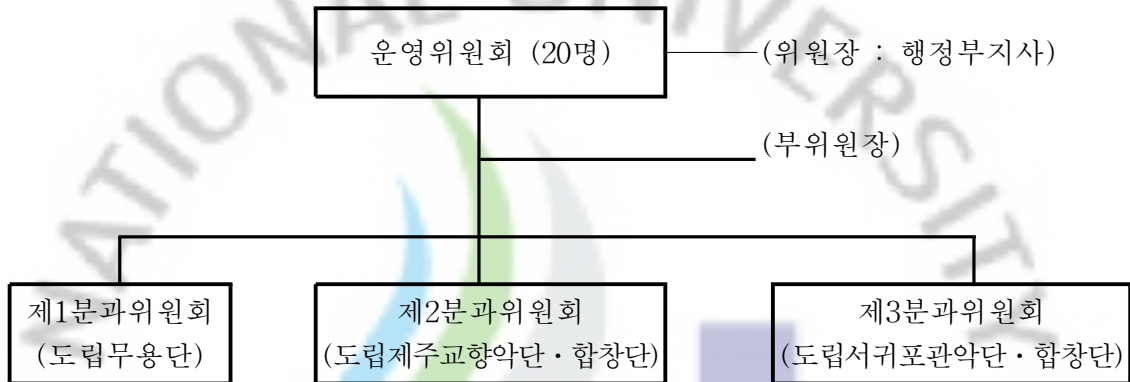 운영위원회 (20명)
(위원장 : 행정부지사)
(부위원장)
제1분과위원회
(도립무용단)
제2분과위원회
(도립제주교향악단·합창단)
제3분과위원회
(도립서귀포관악단·합창단)
NATIONAL UNIVERSITY